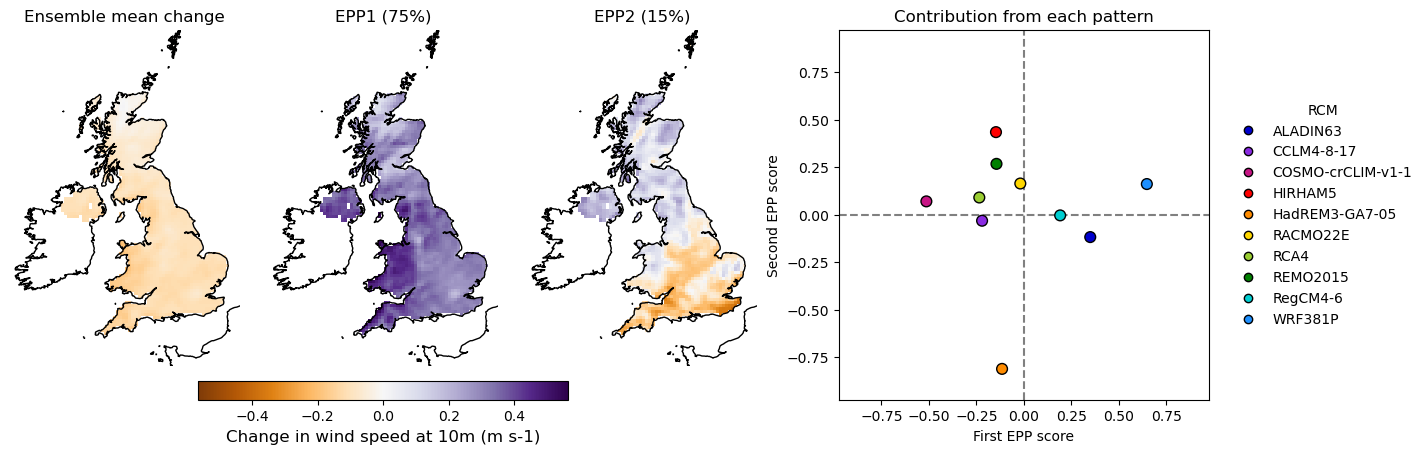 Ensemble mean change
EPP1 (75%)
EPP2 (15%)
Contribution from each pattern
−0.4
−0.2
0.0
0.2
0.4
Change in wind speed at 10m (m s-1)
Second EPP score
0.75
0.50
0.25
0.00
−0.25
−0.50
−0.75
−0.75
−0.50
−0.25
0.00
0.25
0.50
0.75
First EPP score
RCM
ALADIN63
CCLM4-8-17
COSMO-crCLIM-v1-1
HIRHAM5
HadREM3-GA7-05
RACMO22E
RCA4
REMO2015
RegCM4-6
WRF381P